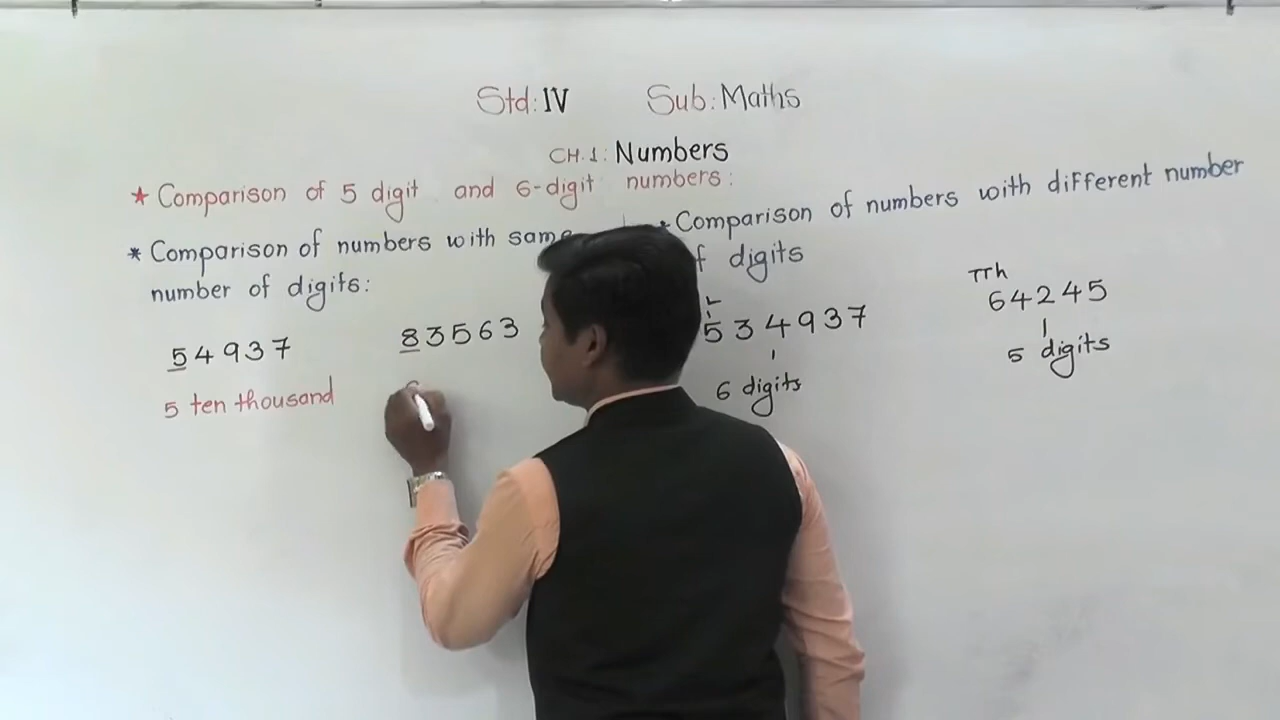 Std: IV Sub: Maths
CH.1: Numbers
* Comparison of 5 digit and 6-digit numbers:
* Comparison of numbers with same
number of digits:
54937 83563
5 ten thousand
Comparison of numbers with different number
digits
L
534937
6 digits
TTh
64245
5 digits